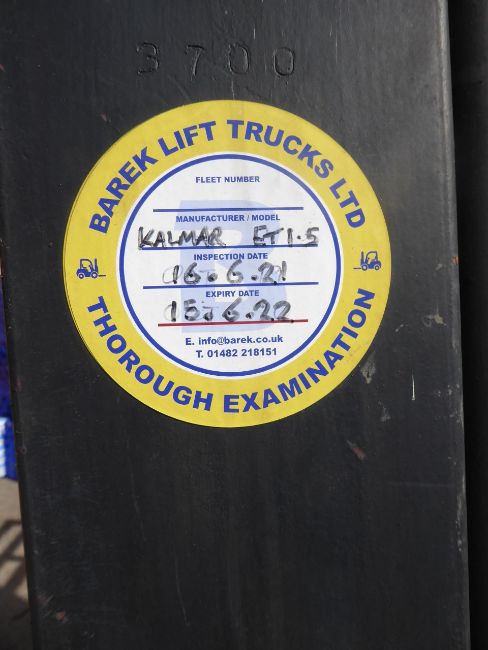 3700
BAREK LIFT TRUCKS LTD
FLEET NUMBER
MANUFACTURER / MODEL
KALMAR ET1.5
INSPECTION DATE
16.6.21
EXPIRY DATE
15.6.22
E. info@barek.co.uk
T. 01482 218151
THOROUGH EXAMINATION